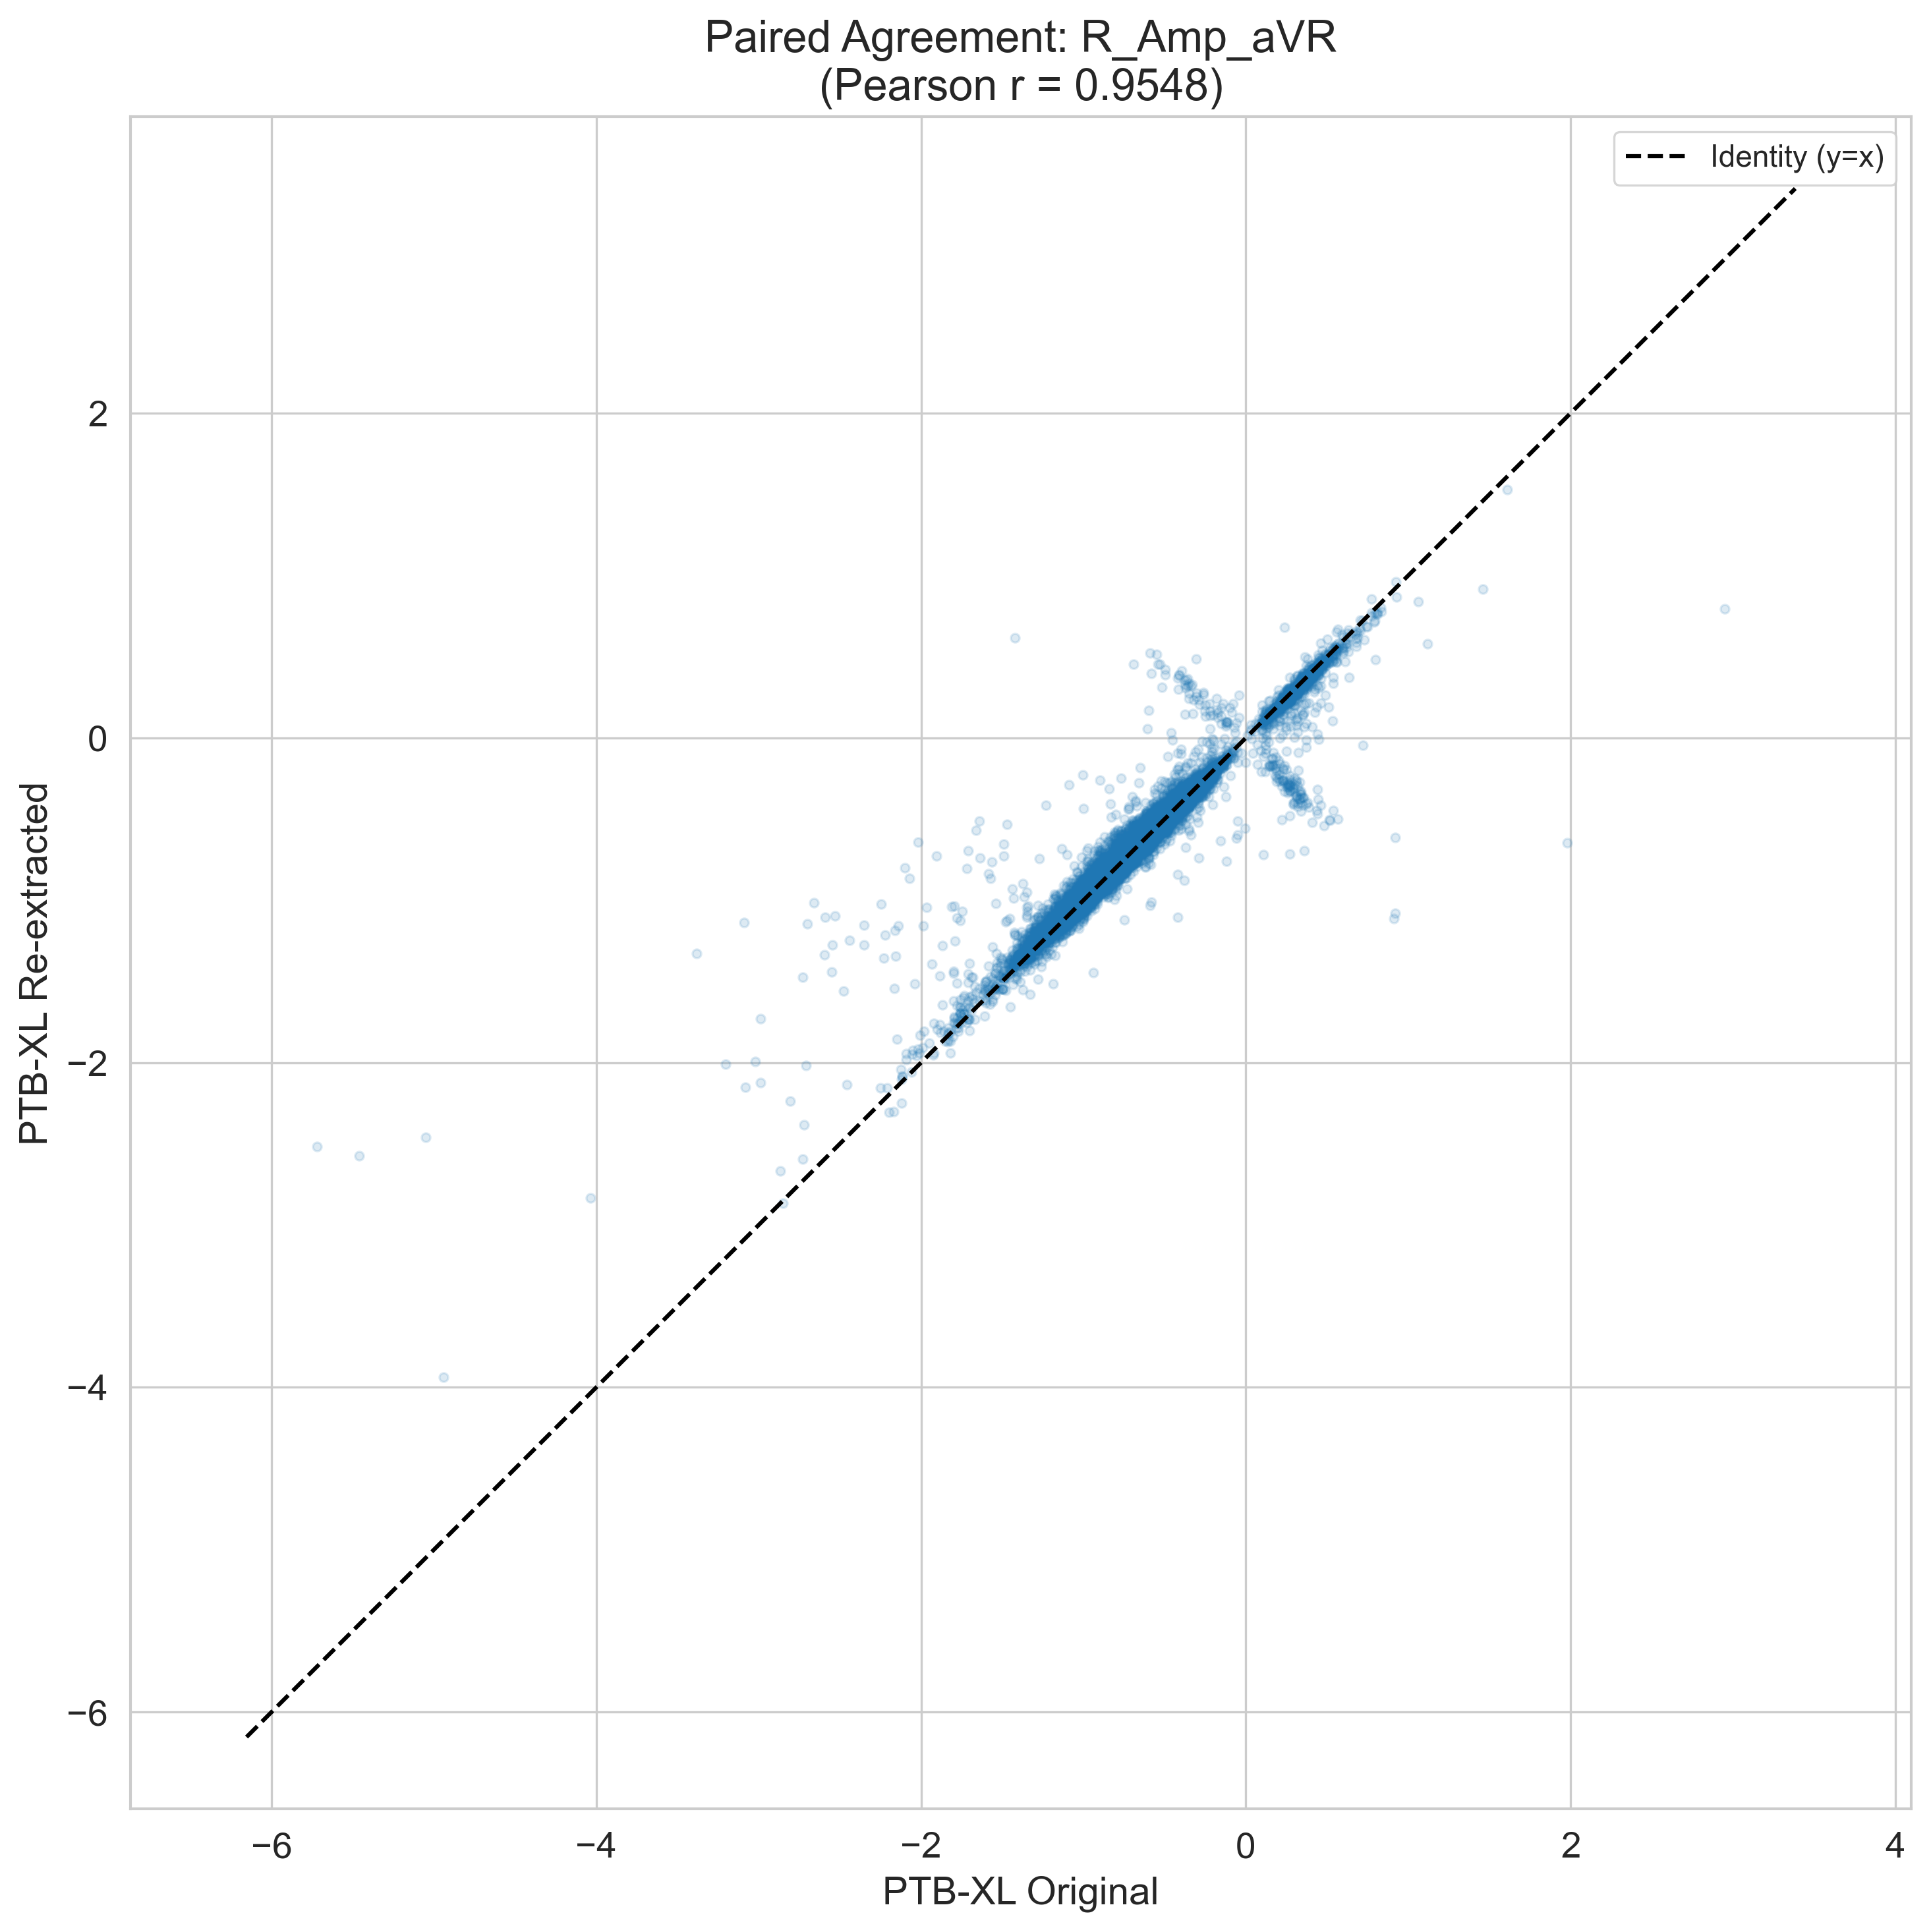 Paired Agreement: R_Amp_aVR
(Pearson r = 0.9548)
Identity (y=x)
2
0
−2
−4
−6
PTB-XL Re-extracted
−6
−4
−2
0
2
4
PTB-XL Original